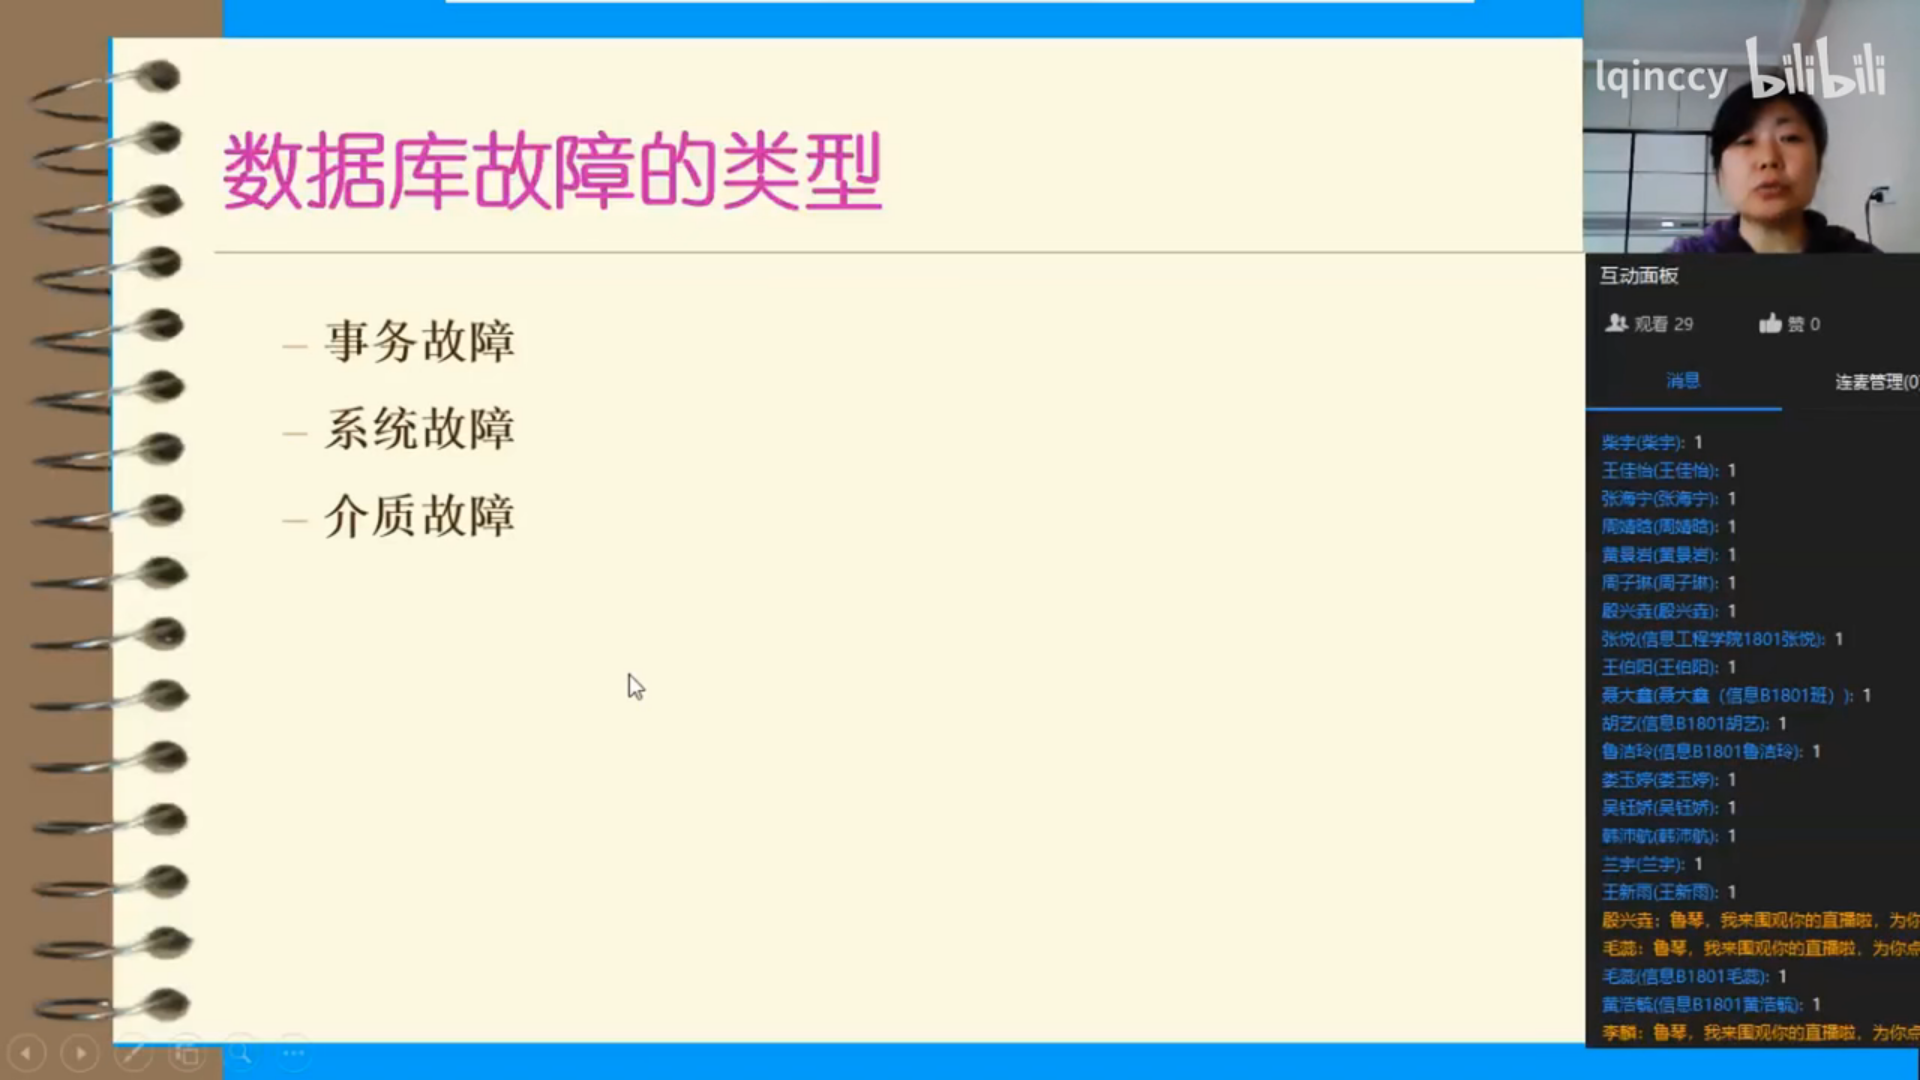 数据库故障的类型
– 事务故障
– 系统故障
– 介质故障
lqinccy bilibili
互动面板
观看 29 赞 0
消息 连麦管理(0
柴宇(柴宇): 1
王佳怡(王佳怡): 1
张海宁(张海宁): 1
周婧晗(周婧晗): 1
黄景岩(黄景岩): 1
周子琳(周子琳): 1
殷兴垚(殷兴垚): 1
张悦(信息工程学院1801张悦): 1
王伯阳(王伯阳): 1
聂大鑫(聂大鑫（信息B1801班）): 1
胡艺(信息B1801胡艺): 1
鲁洁玲(信息B1801鲁洁玲): 1
娄玉婷(娄玉婷): 1
吴钰娇(吴钰娇): 1
韩沛航(韩沛航): 1
兰宇(兰宇): 1
王新雨(王新雨): 1
殷兴垚: 鲁琴，我来围观你的直播啦，为你
毛蕊: 鲁琴，我来围观你的直播啦，为你点
毛蕊(信息B1801毛蕊): 1
黄浩毓(信息B1801黄浩毓): 1
李麟: 鲁琴，我来围观你的直播啦，为你点